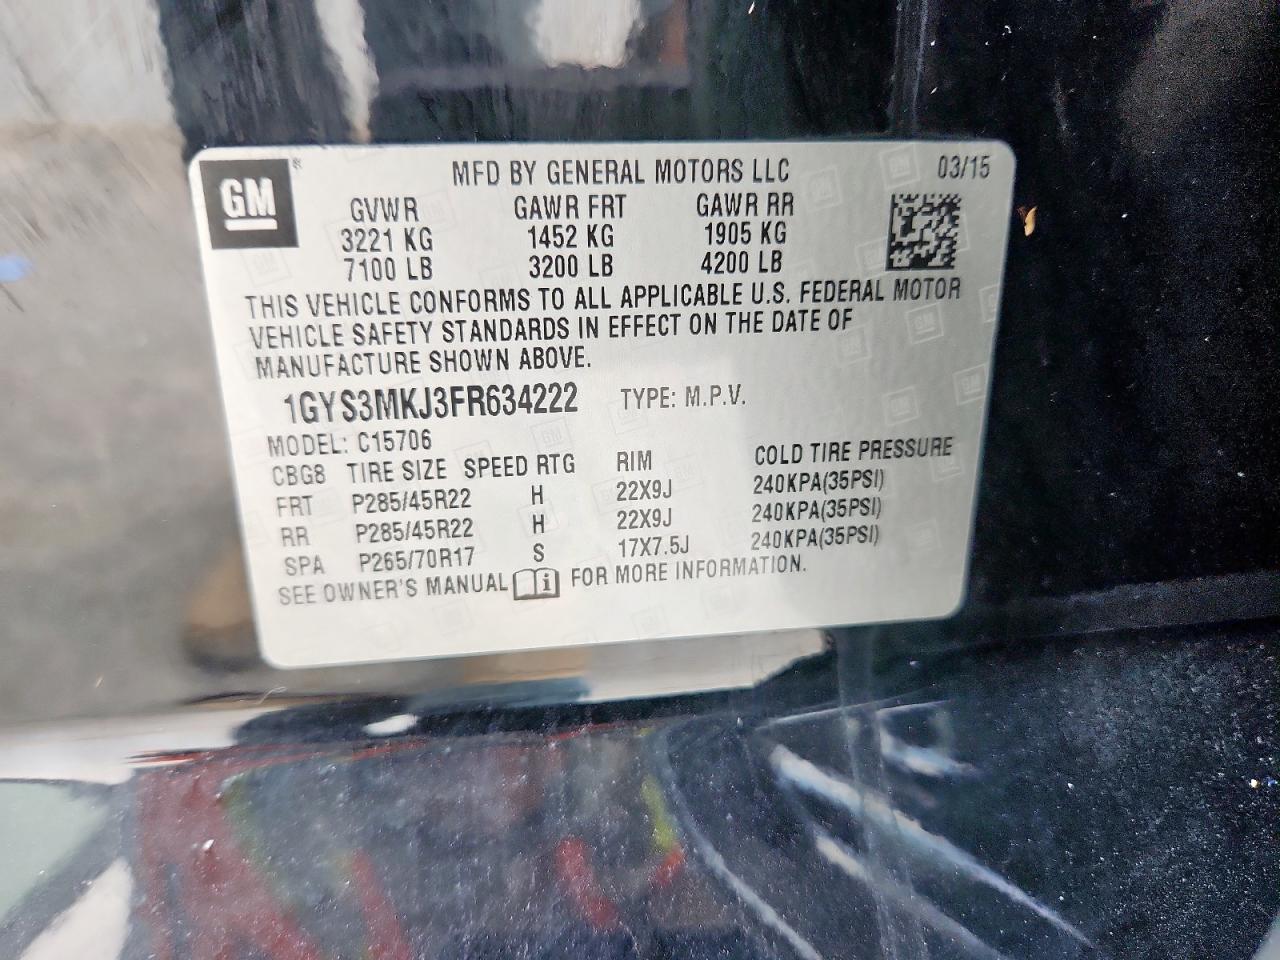 GM ® MFD BY GENERAL MOTORS LLC 03/15
GVWR GAWR FRT GAWR RR
3221 KG 1452 KG 1905 KG
7100 LB 3200 LB 4200 LB
THIS VEHICLE CONFORMS TO ALL APPLICABLE U.S. FEDERAL MOTOR
VEHICLE SAFETY STANDARDS IN EFFECT ON THE DATE OF
MANUFACTURE SHOWN ABOVE.
1GYS3MKJ3FR634222 TYPE: M.P.V.
MODEL: C15706
CBG8 TIRE SIZE SPEED RTG RIM COLD TIRE PRESSURE
FRT P285/45R22 H 22X9J 240KPA(35PSI)
RR P285/45R22 H 22X9J 240KPA(35PSI)
SPA P265/70R17 S 17X7.5J 240KPA(35PSI)
SEE OWNER'S MANUAL i FOR MORE INFORMATION.